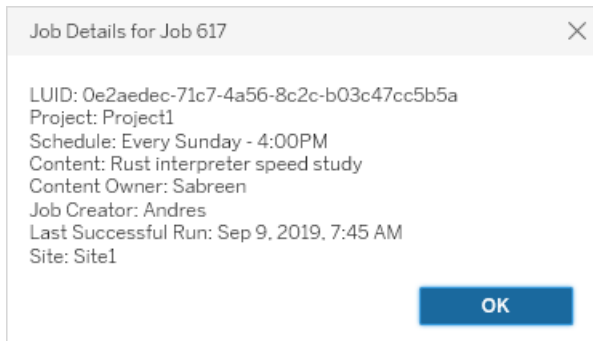 Job Details for Job 617
LUID: 0e2aedec-71c7-4a56-8c2c-b03c47cc5b5a
Project: Project1
Schedule: Every Sunday - 4:00PM
Content: Rust interpreter speed study
Content Owner: Sabreen
Job Creator: Andres
Last Successful Run: Sep 9, 2019, 7:45 AM
Site: Site1
OK